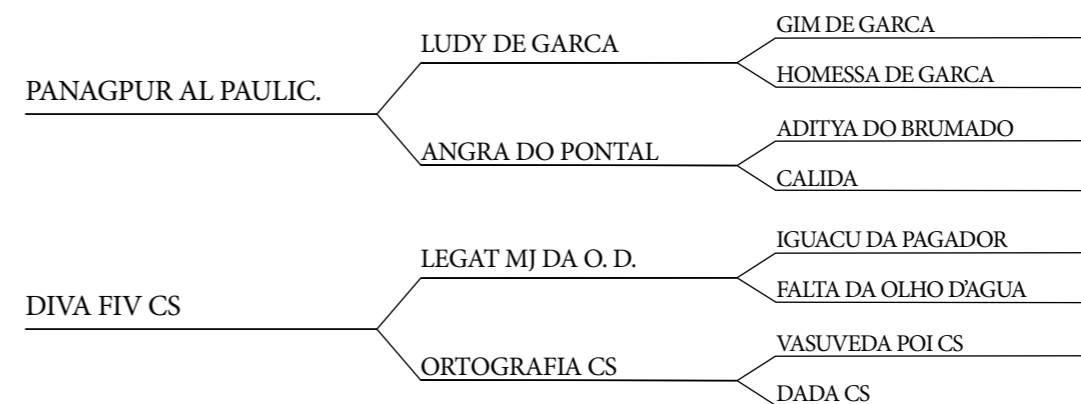 GIM DE GARCA
LUDY DE GARCA
HOMESSA DE GARCA
PANAGPUR AL PAULIC.
ADITYA DO BRUMADO
ANGRA DO PONTAL
CALIDA
IGUACU DA PAGADOR
LEGAT MJ DA O. D.
FALTA DA OLHO D'AGUA
DIVA FIV CS
VASUVEDA POI CS
ORTOGRAFIA CS
DADA CS